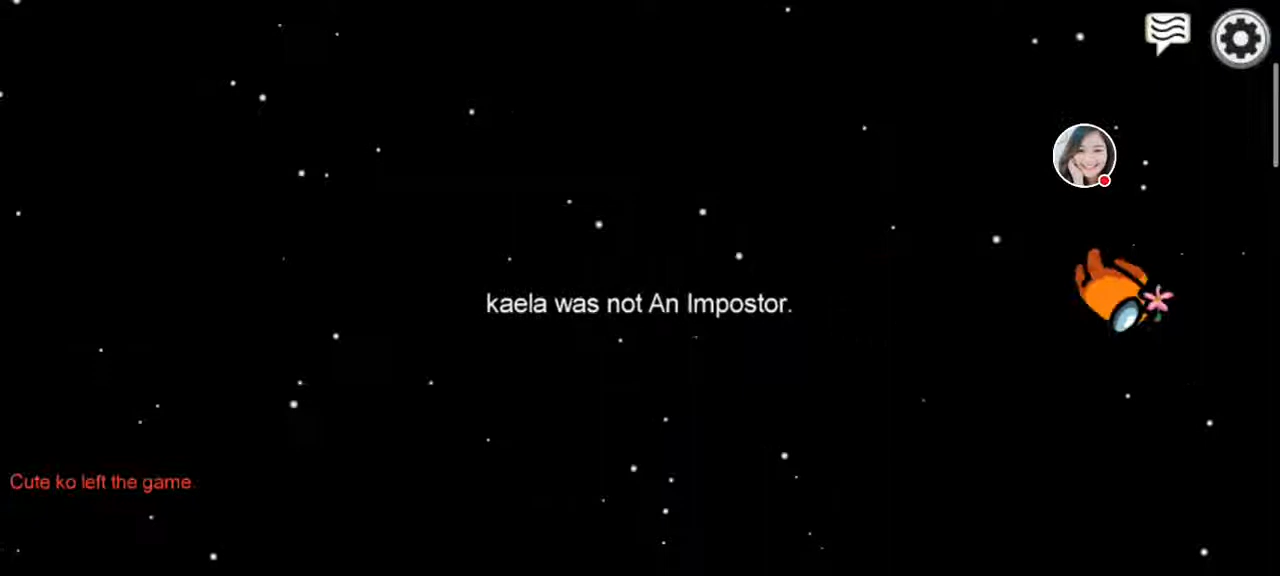 kaela was not An Impostor.
Cute ko left the game.